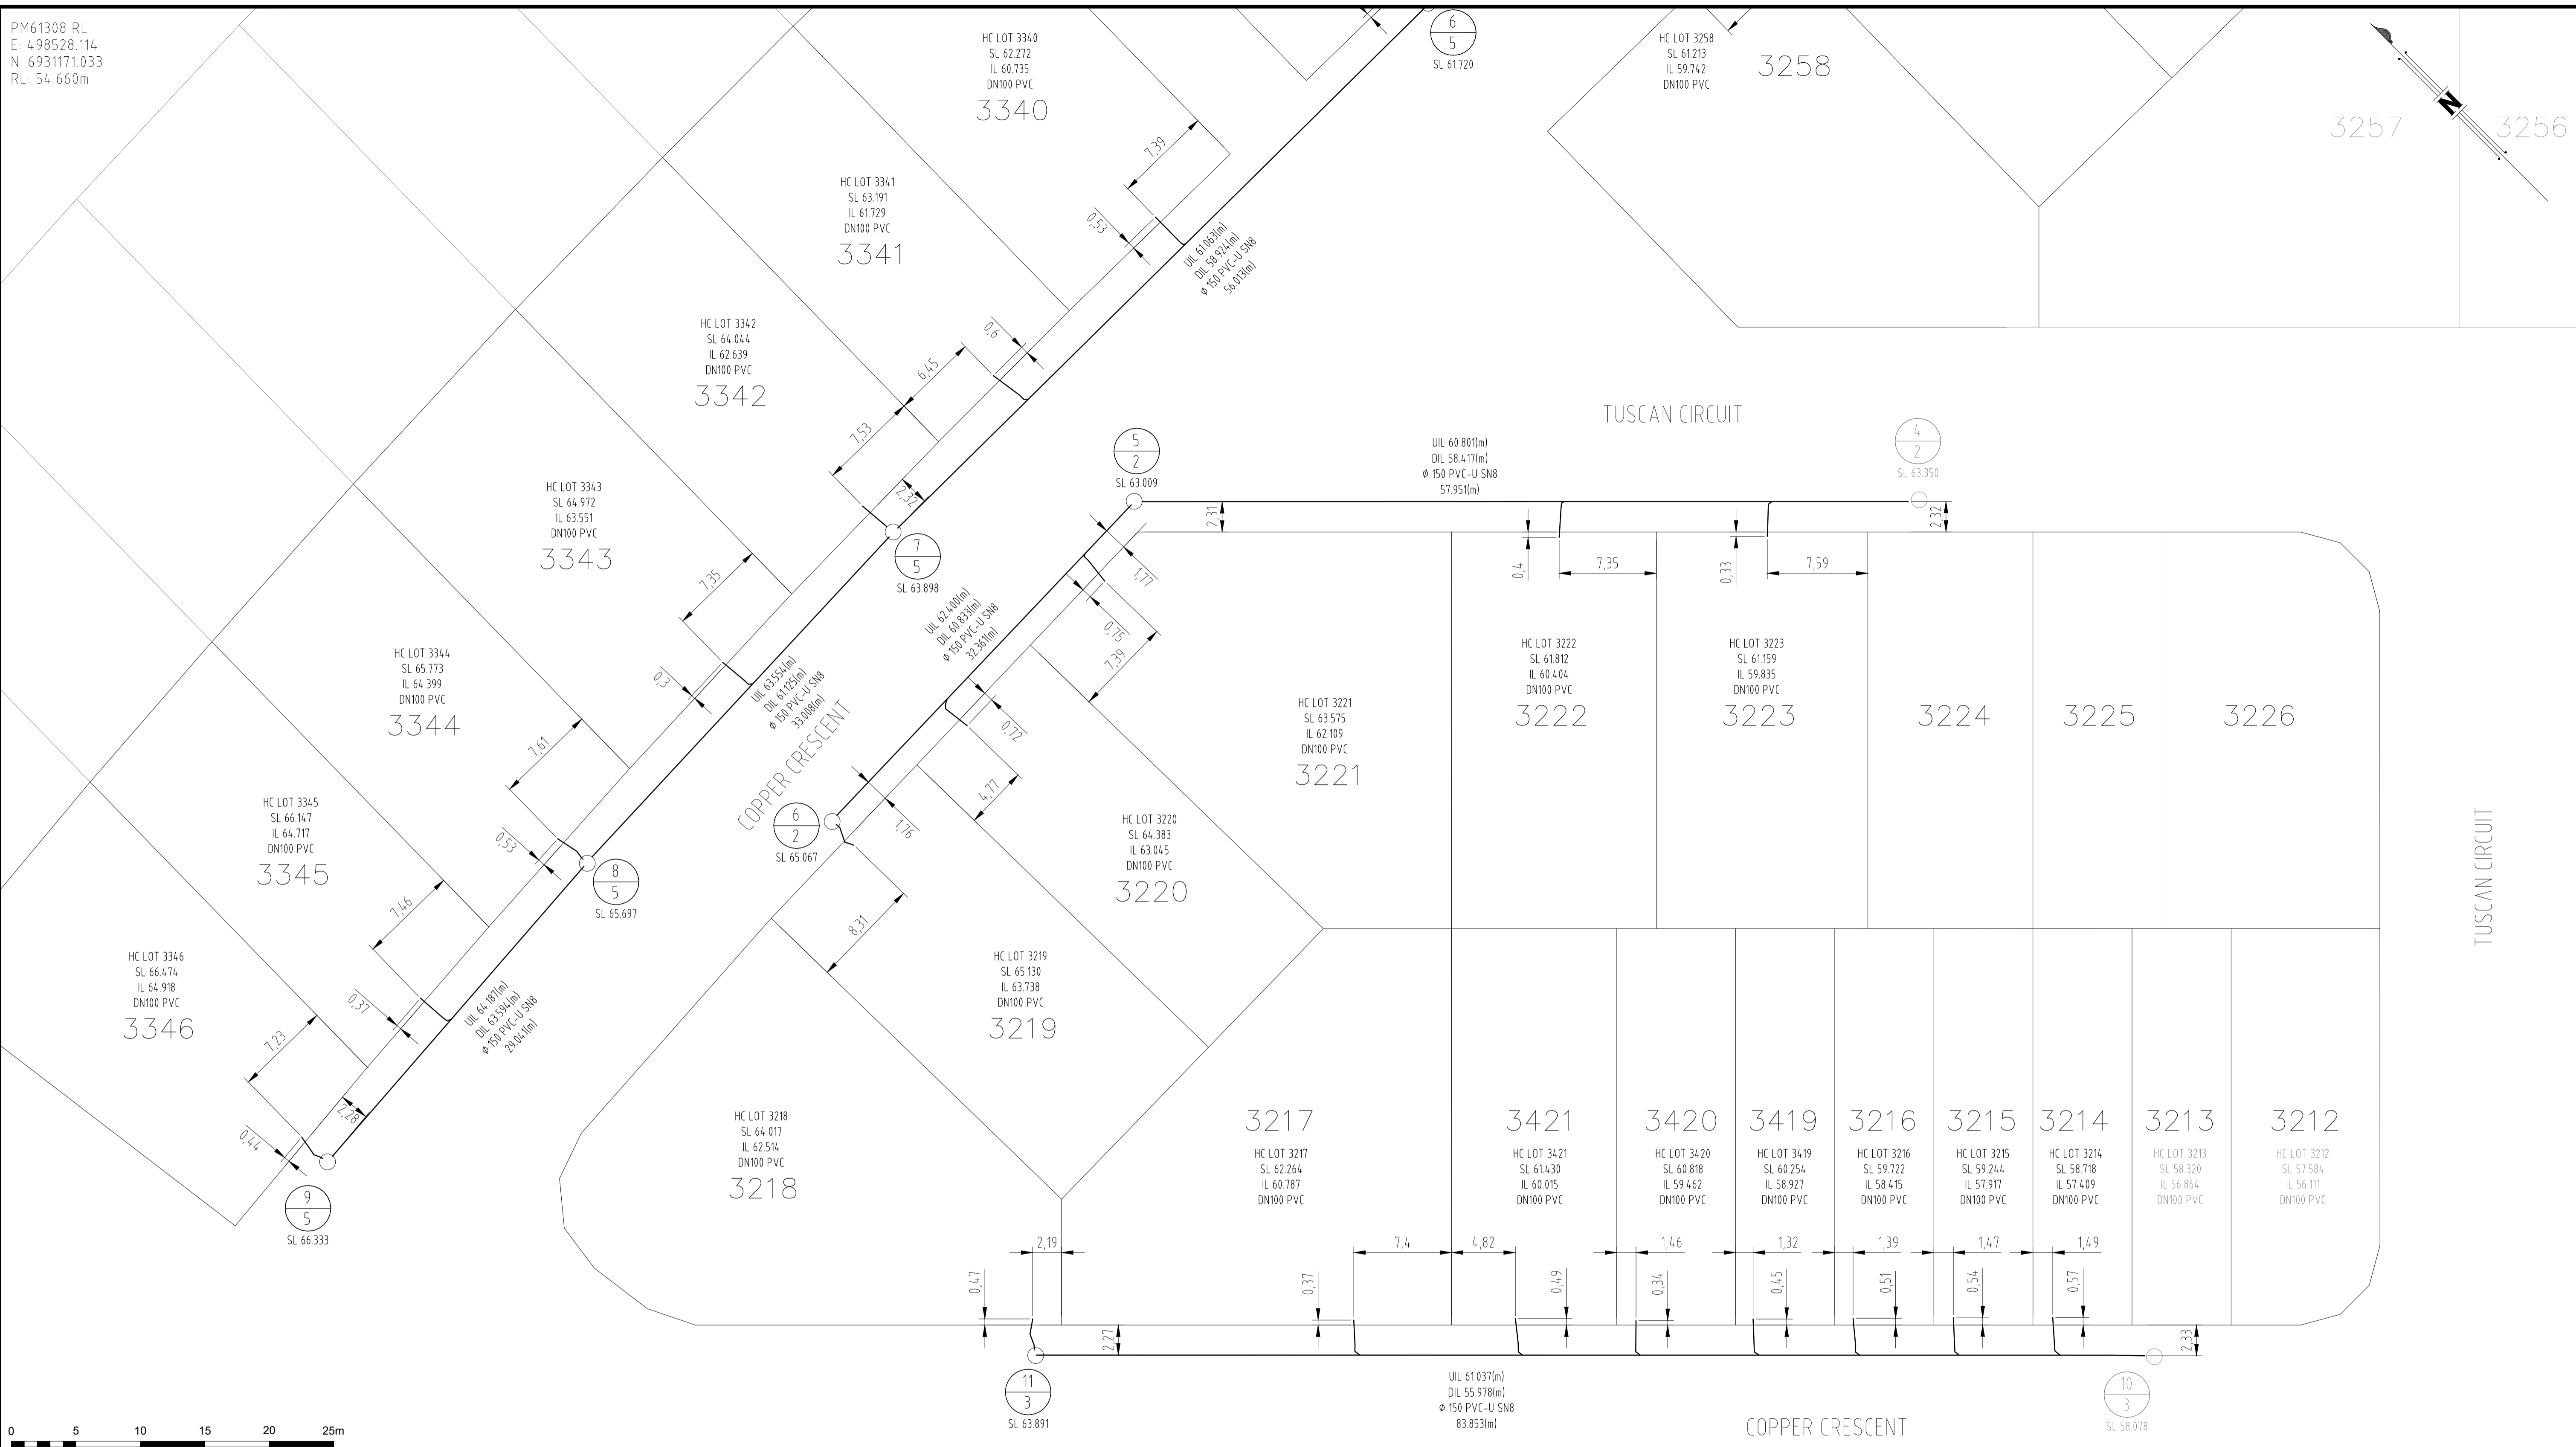 PM61308 RL
E: 498528.114
N: 6931171.033
RL: 54.660m
HC LOT 3340
SL 62.272
IL 60.735
DN100 PVC
3340
6
5
SL 61.720
HC LOT 3258
SL 61.213
IL 59.742
DN100 PVC
3258
3257
3256
N
HC LOT 3341
SL 63.191
IL 61.729
DN100 PVC
3341
7,39
0,53
UIL 61.063(m)
DIL 58.924(m)
φ 150 PVC-U SN8
56.013(m)
HC LOT 3342
SL 64.044
IL 62.639
DN100 PVC
3342
0,6
6,45
7,53
2,32
HC LOT 3343
SL 64.972
IL 63.551
DN100 PVC
3343
7
5
SL 63.898
7,35
0,3
UIL 63.554(m)
DIL 61.125(m)
φ 150 PVC-U SN8
33.008(m)
HC LOT 3344
SL 65.773
IL 64.399
DN100 PVC
3344
7,61
0,53
HC LOT 3345
SL 66.147
IL 64.717
DN100 PVC
3345
8
5
SL 65.697
7,46
0,37
UIL 64.187(m)
DIL 63.594(m)
φ 150 PVC-U SN8
29.041(m)
HC LOT 3346
SL 66.474
IL 64.918
DN100 PVC
3346
7,23
0,44
2,28
9
5
SL 66.333
COPPER CRESCENT
TUSCAN CIRCUIT
5
2
SL 63.009
UIL 60.801(m)
DIL 58.417(m)
φ 150 PVC-U SN8
57.951(m)
4
2
SL 63.350
2,31
2,32
0,4
7,35
0,33
7,59
1,77
0,75
7,39
UIL 62.400(m)
DIL 60.833(m)
φ 150 PVC-U SN8
32.361(m)
0,72
4,77
1,76
6
2
SL 65.067
8,31
HC LOT 3221
SL 63.575
IL 62.109
DN100 PVC
3221
HC LOT 3222
SL 61.812
IL 60.404
DN100 PVC
3222
HC LOT 3223
SL 61.159
IL 59.835
DN100 PVC
3223
3224
3225
3226
TUSCAN CIRCUIT
HC LOT 3220
SL 64.383
IL 63.045
DN100 PVC
3220
HC LOT 3219
SL 65.130
IL 63.738
DN100 PVC
3219
HC LOT 3218
SL 64.017
IL 62.514
DN100 PVC
3218
3217
HC LOT 3217
SL 62.264
IL 60.787
DN100 PVC
3421
HC LOT 3421
SL 61.430
IL 60.015
DN100 PVC
3420
HC LOT 3420
SL 60.818
IL 59.462
DN100 PVC
3419
HC LOT 3419
SL 60.254
IL 58.927
DN100 PVC
3216
HC LOT 3216
SL 59.722
IL 58.415
DN100 PVC
3215
HC LOT 3215
SL 59.244
IL 57.917
DN100 PVC
3214
HC LOT 3214
SL 58.718
IL 57.409
DN100 PVC
3213
HC LOT 3213
SL 58.320
IL 56.864
DN100 PVC
3212
HC LOT 3212
SL 57.584
IL 56.111
DN100 PVC
2,19
7,4
4,82
1,46
1,32
1,39
1,47
1,49
0,47
0,37
0,49
0,34
0,45
0,51
0,54
0,57
2,27
2,33
11
3
SL 63.891
UIL 61.037(m)
DIL 55.978(m)
φ 150 PVC-U SN8
83.853(m)
10
3
SL 58.078
COPPER CRESCENT
0 5 10 15 20 25m